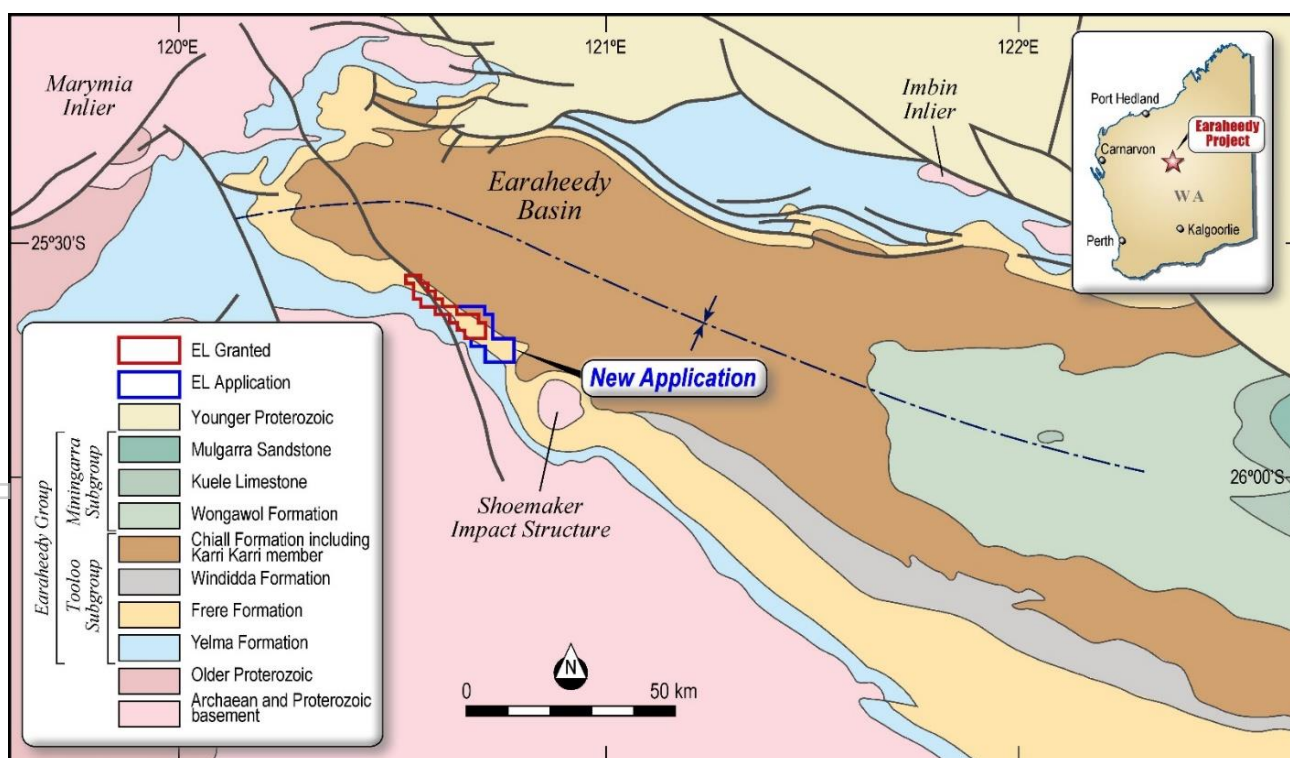 120ºE
121ºE
122ºE
Marymia
Inlier
Imbin
Inlier
Port Hedland
Earaheedy
Project
Carnarvon
WA
Perth
Kalgoorlie
Earaheedy
Basin
25º30'S
New Application
26º00'S
Shoemaker
Impact Structure
EL Granted
EL Application
Younger Proterozoic
Earaheedy Group
Miningarra
Subgroup
Mulgarra Sandstone
Kuele Limestone
Wongawol Formation
Tooloo
Subgroup
Chiall Formation including
Karri Karri member
Windidda Formation
Frere Formation
Yelma Formation
Older Proterozoic
Archaean and Proterozoic
basement
N
0 50 km